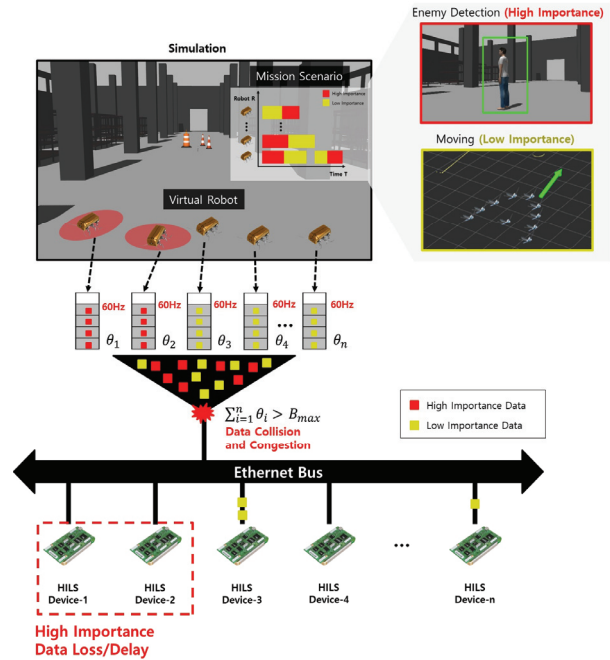 Enemy Detection (High Importance)
Simulation
Mission Scenario
Robot R
High Importance
Low Importance
Time T
Moving (Low Importance)
Virtual Robot
60Hz 60Hz 60Hz 60Hz 60Hz
θ₁ θ₂ θ₃ θ₄ ... θₙ
∑ⁿᵢ₌₁ θᵢ > Bₘₐₓ
Data Collision
and Congestion
High Importance Data
Low Importance Data
Ethernet Bus
...
HILS
Device-1
HILS
Device-2
HILS
Device-3
HILS
Device-4
HILS
Device-n
High Importance
Data Loss/Delay